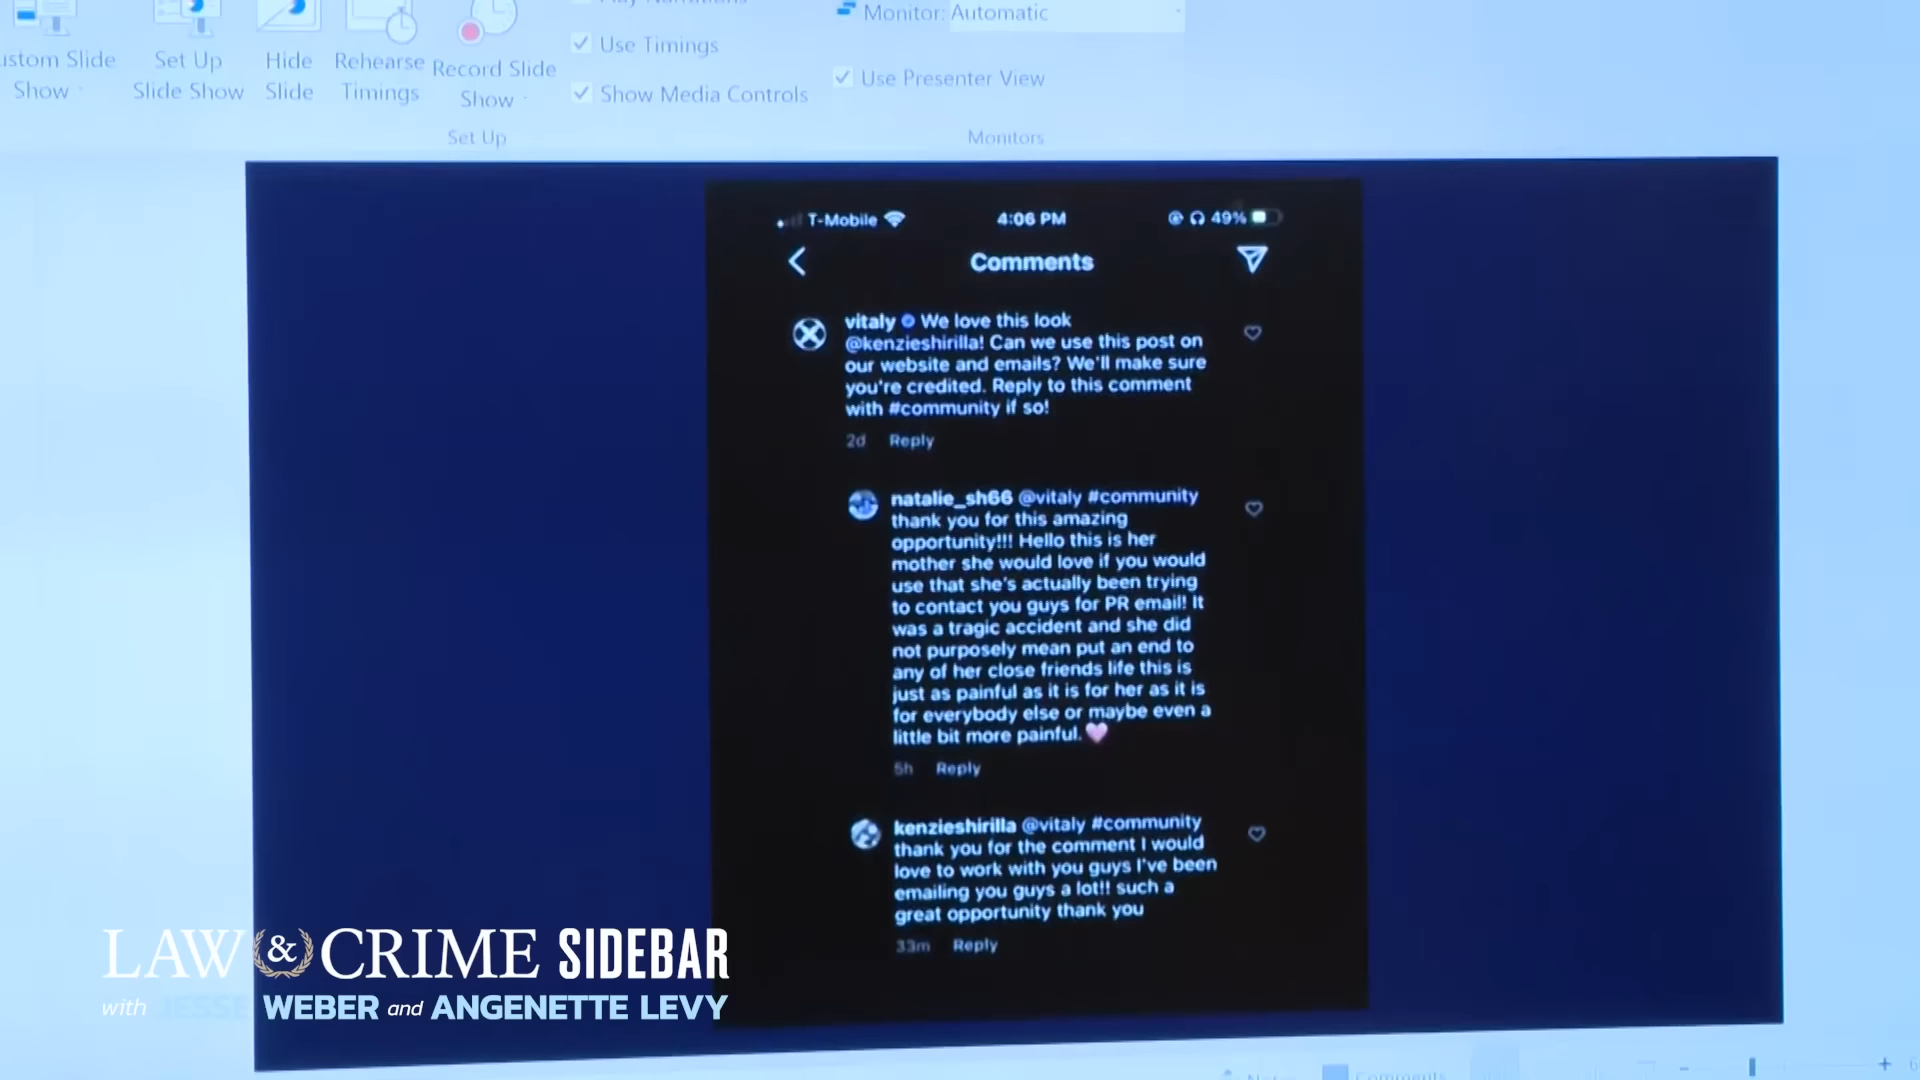 Monitor: Automatic
Custom Slide
Show
Set Up
Slide Show
Hide
Slide
Rehearse
Timings
Record Slide
Show
Use Timings
Show Media Controls
Use Presenter View
Set Up
Monitors
T-Mobile 4:06 PM 49%
Comments
vitaly We love this look
@kenzieshirilla! Can we use this post on
our website and emails? We'll make sure
you're credited. Reply to this comment
with #community if so!
2d Reply
natalie_sh66 @vitaly #community
thank you for this amazing
opportunity!!! Hello this is her
mother she would love if you would
use that she's actually been trying
to contact you guys for PR email! It
was a tragic accident and she did
not purposely mean put an end to
any of her close friends life this is
just as painful as it is for her as it is
for everybody else or maybe even a
little bit more painful.🩷
5h Reply
kenzieshirilla @vitaly #community
thank you for the comment I would
love to work with you guys I've been
emailing you guys a lot!! such a
great opportunity thank you
33m Reply
LAW & CRIME SIDEBAR
with JESSE WEBER and ANGENETTE LEVY
Comments